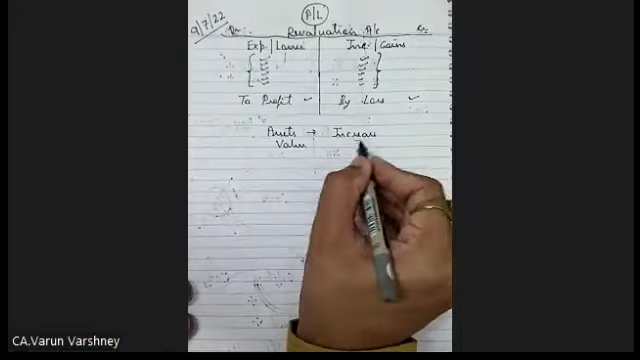 9/7/22
P/L
Dr. Revaluation A/c Cr.
Exp. | Losses Inc. | Gains
To Profit ✓ By Loss ✓
Assets → Increase
Value
CA.Varun Varshney